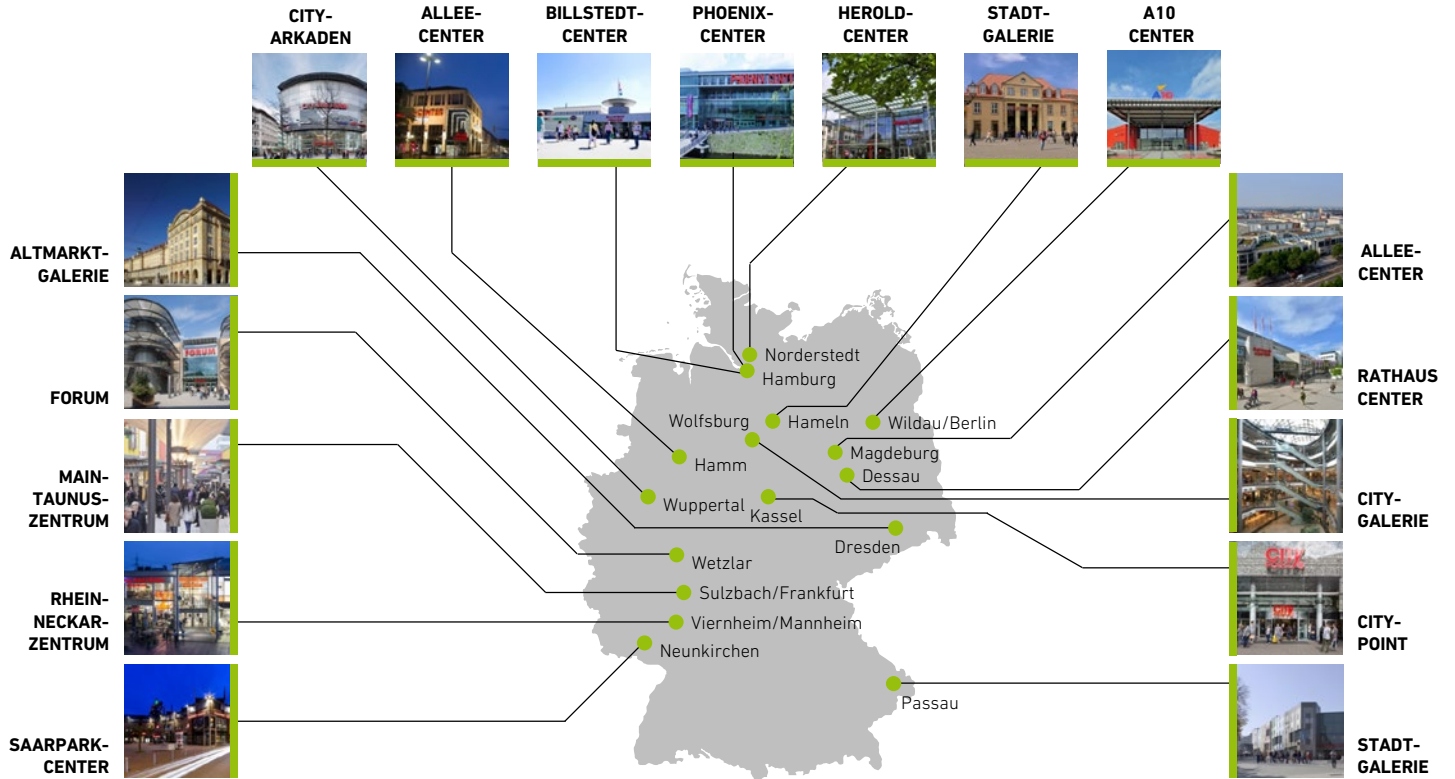 CITY-
ARKADEN
ALLEE-
CENTER
BILLSTEDT-
CENTER
PHOENIX-
CENTER
HEROLD-
CENTER
STADT-
GALERIE
A10
CENTER
ALTMARKT-
GALERIE
FORUM
MAIN-
TAUNUS-
ZENTRUM
RHEIN-
NECKAR-
ZENTRUM
SAARPARK-
CENTER
Norderstedt
Hamburg
Wolfsburg
Hameln
Wildau/Berlin
Magdeburg
Hamm
Dessau
Wuppertal
Kassel
Dresden
Wetzlar
Sulzbach/Frankfurt
Viernheim/Mannheim
Neunkirchen
Passau
ALLEE-
CENTER
RATHAUS
CENTER
CITY-
GALERIE
CITY-
POINT
STADT-
GALERIE
FORUM